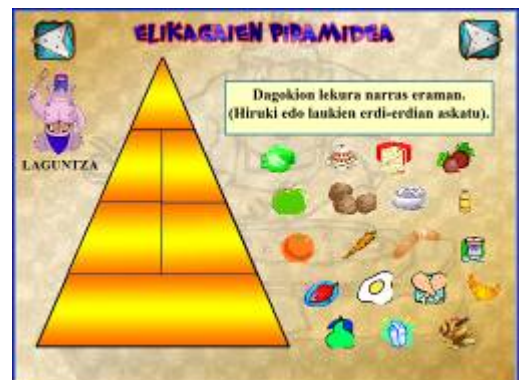 ELIKAGAIEN PIRAMIDEA
Dagokion lekura narras eraman.
(Hiruki edo laukien erdi-erdian askatu).
LAGUNTZA